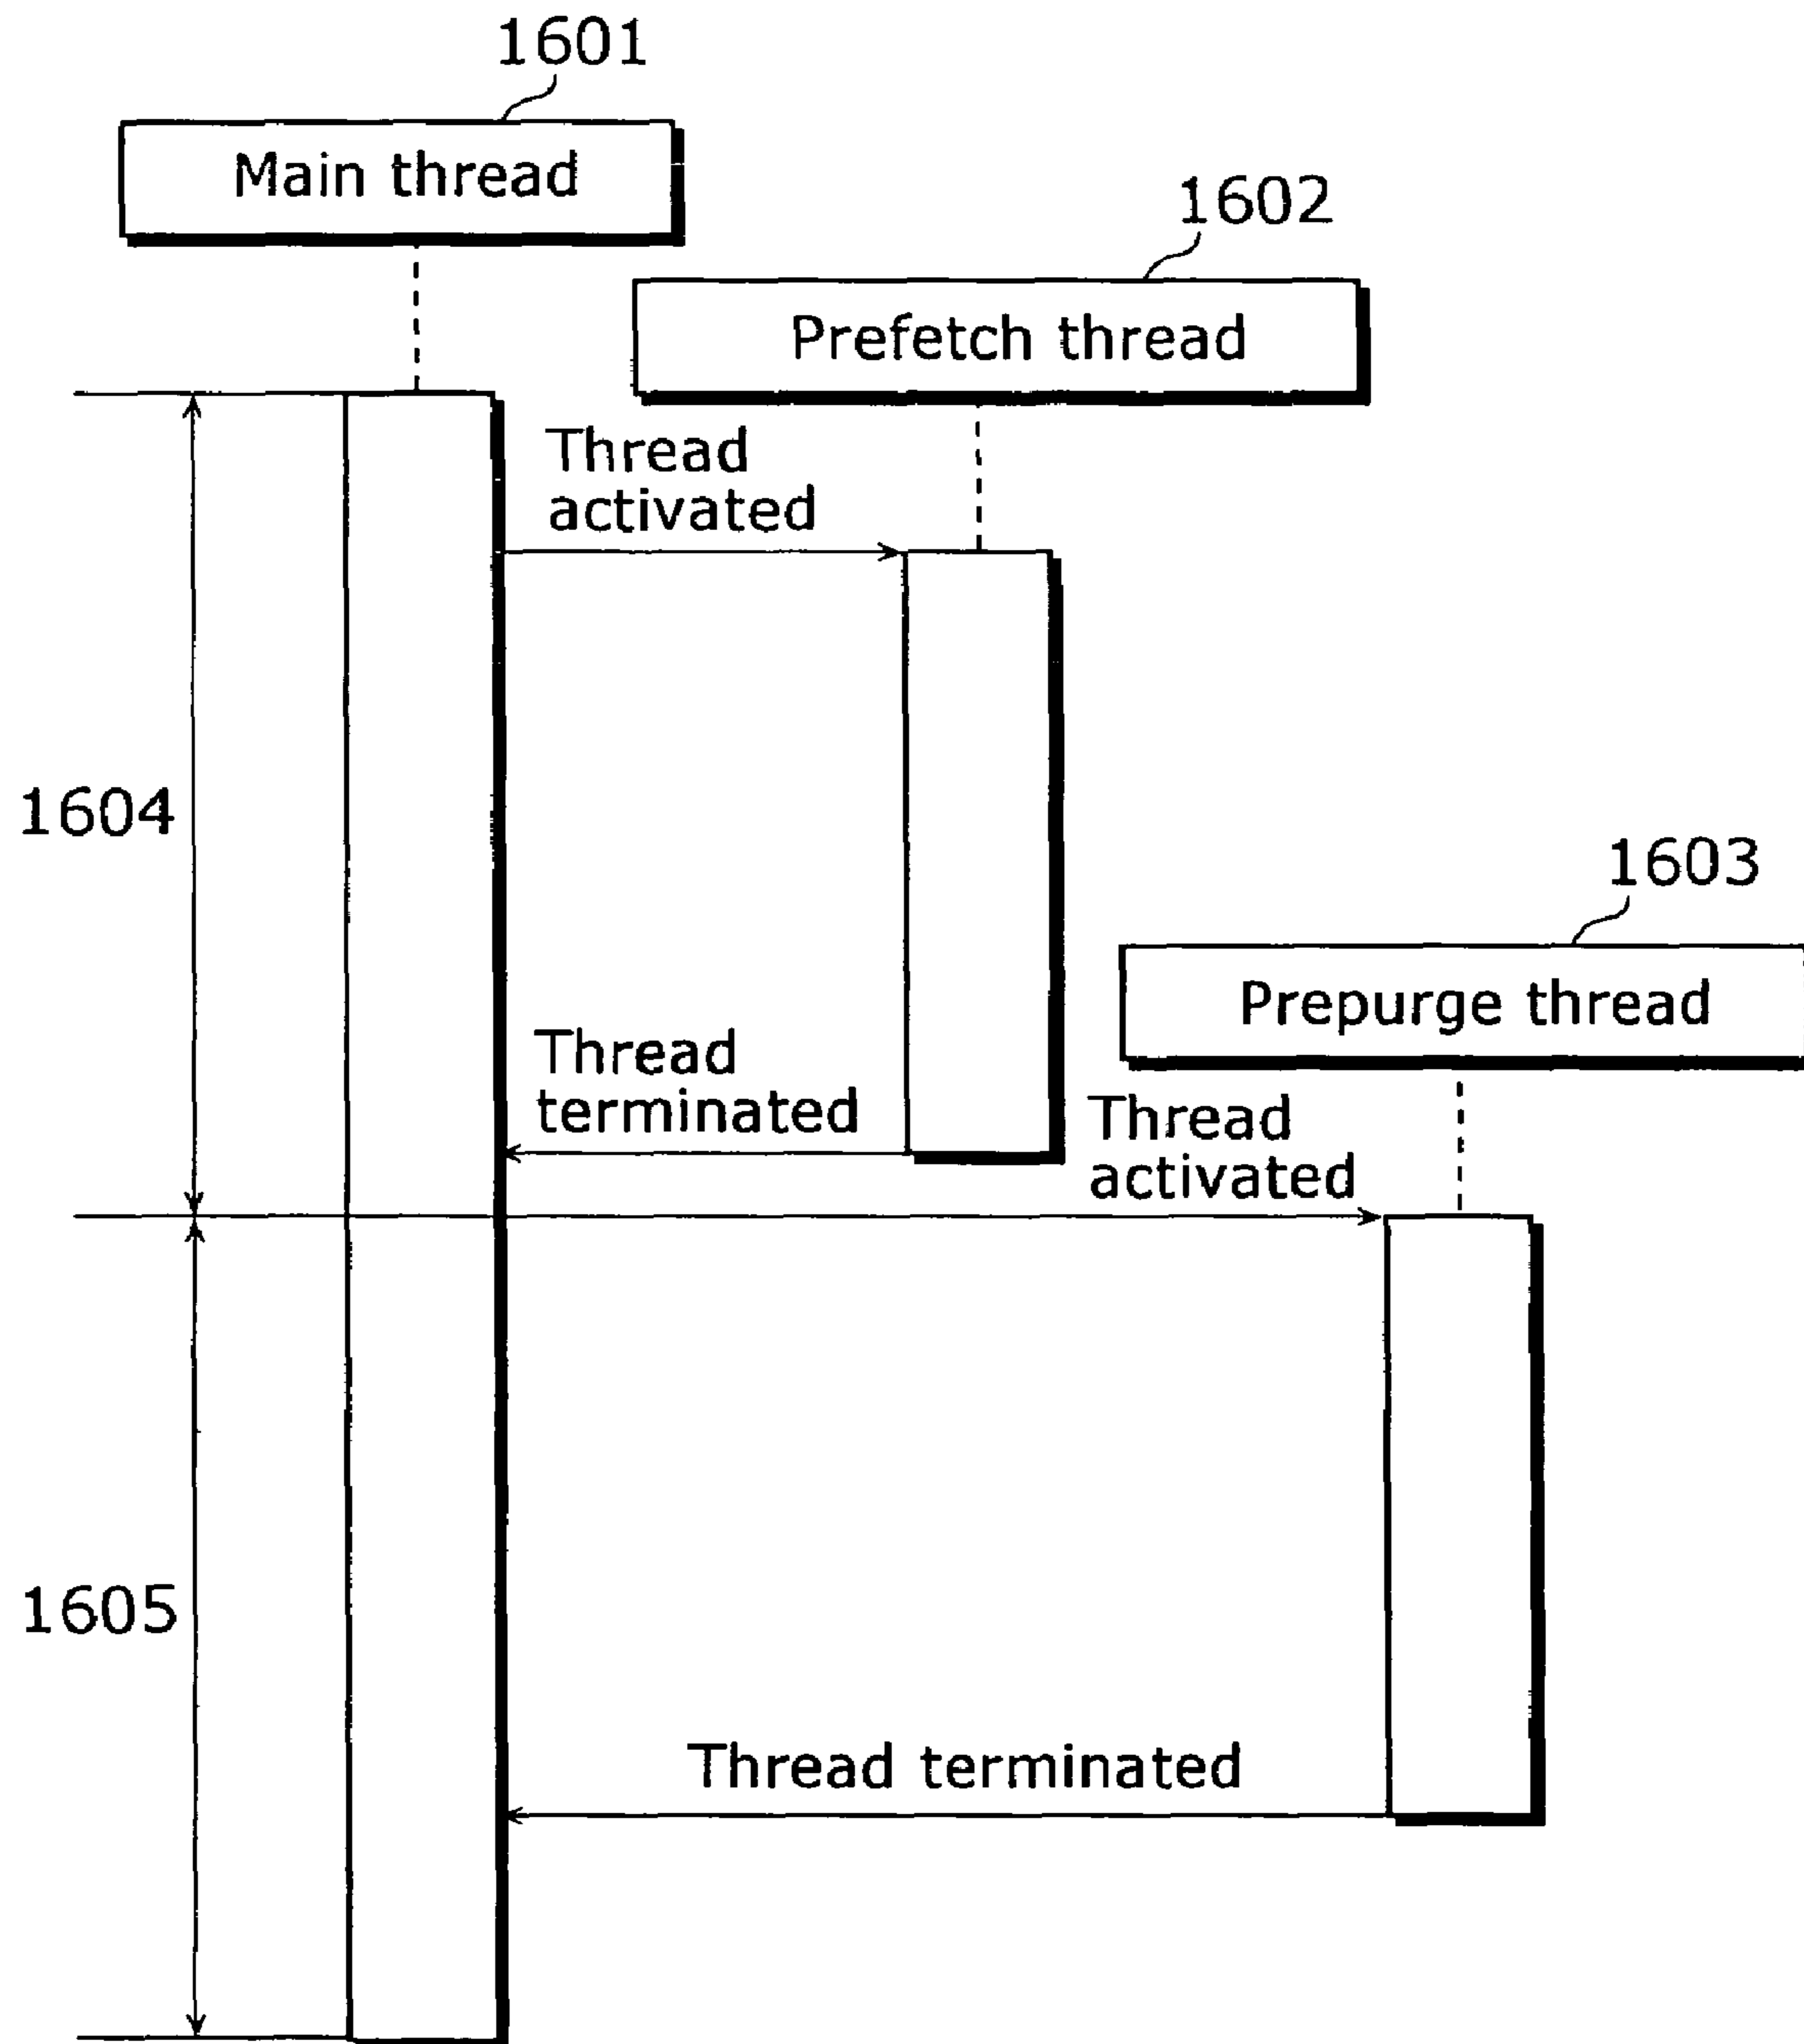 1601
Main thread
1602
Prefetch thread
Thread
activated
1604
1603
Prepurge thread
Thread
terminated
Thread
activated
1605
Thread terminated